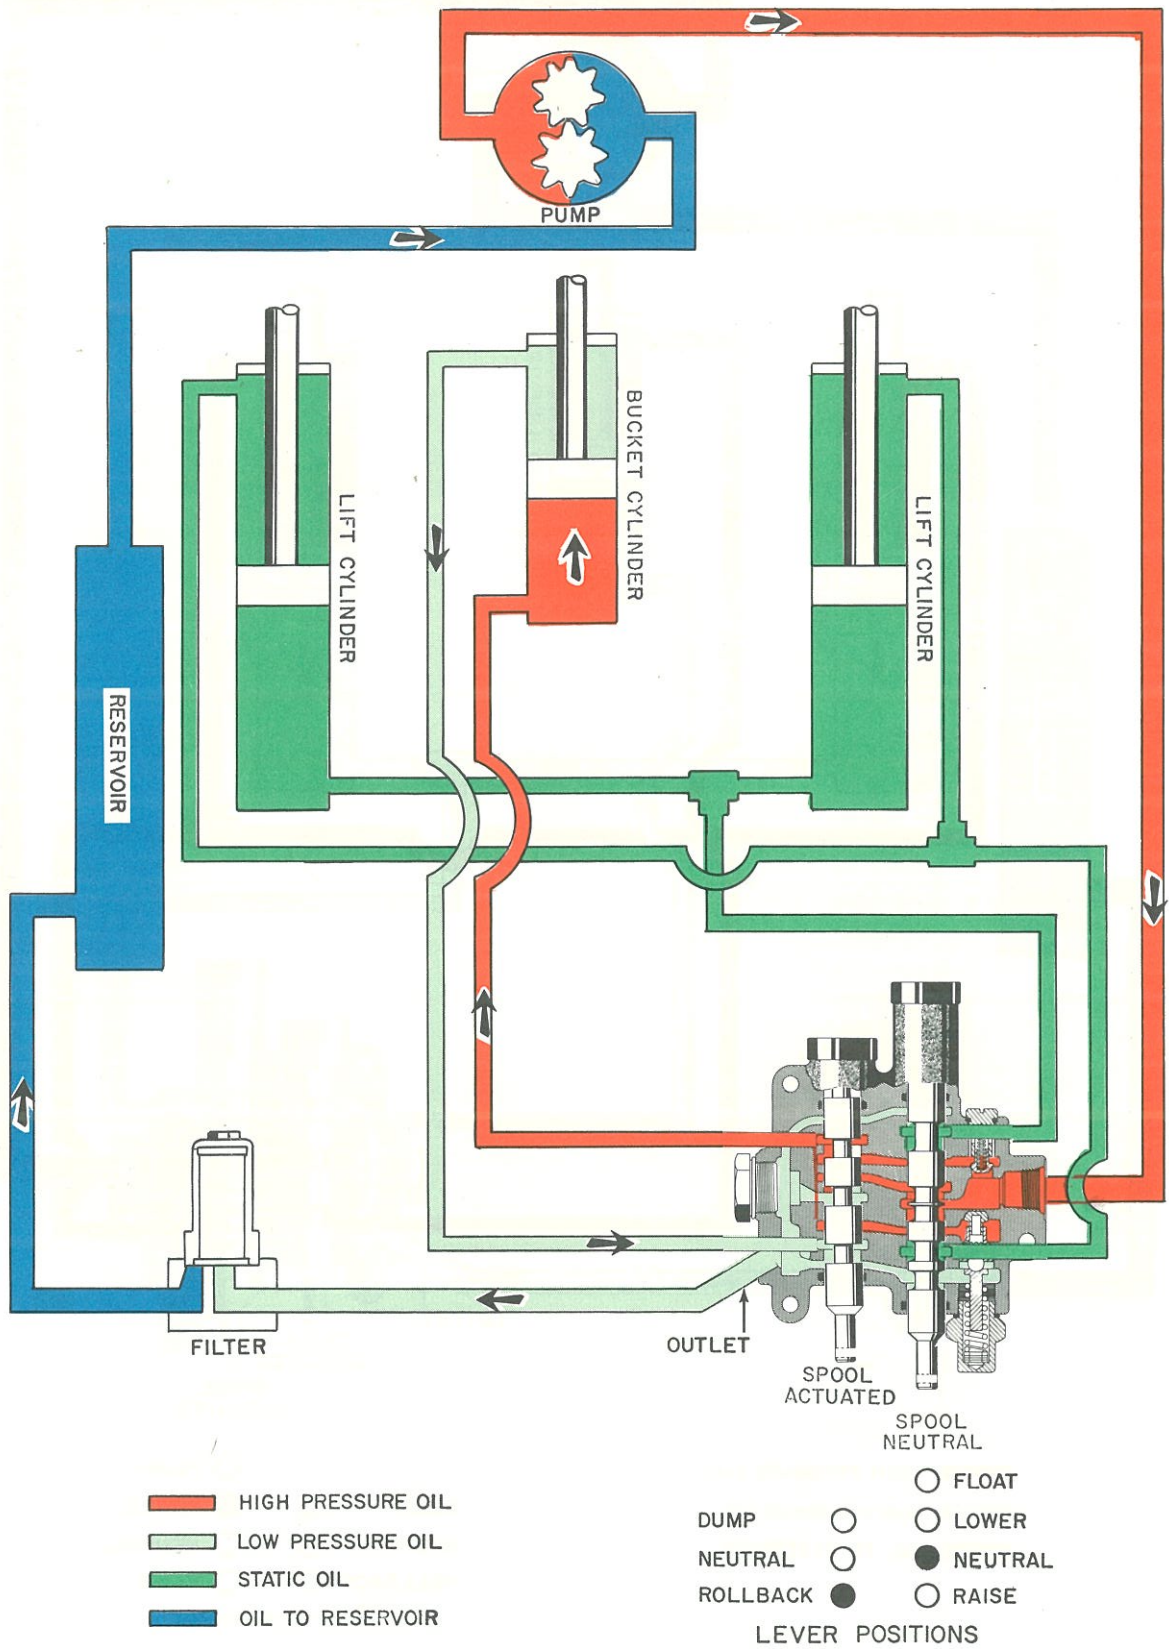 PUMP
BUCKET CYLINDER
LIFT CYLINDER
LIFT CYLINDER
RESERVOIR
FILTER
OUTLET
SPOOL
ACTUATED
SPOOL
NEUTRAL
HIGH PRESSURE OIL
LOW PRESSURE OIL
STATIC OIL
OIL TO RESERVOIR
FLOAT
DUMP
LOWER
NEUTRAL
NEUTRAL
ROLLBACK
RAISE
LEVER POSITIONS